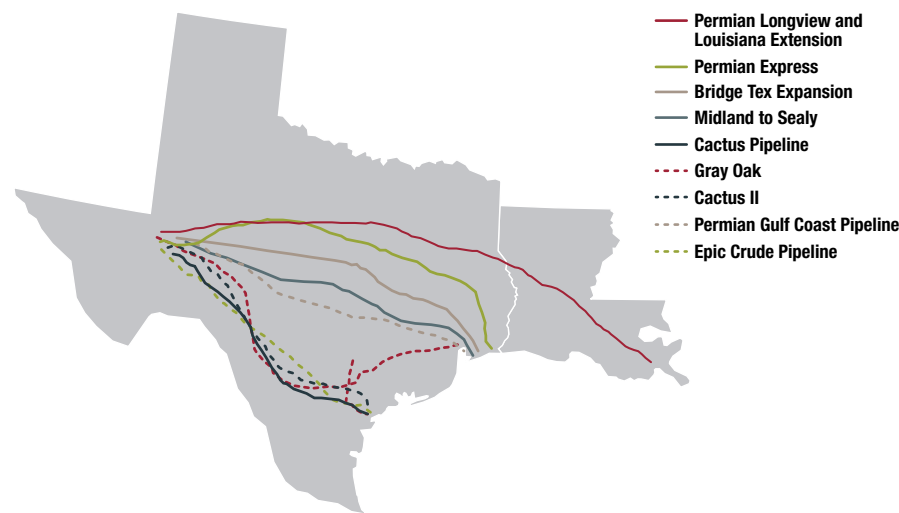 Permian Longview and
Louisiana Extension
Permian Express
Bridge Tex Expansion
Midland to Sealy
Cactus Pipeline
Gray Oak
Cactus II
Permian Gulf Coast Pipeline
Epic Crude Pipeline